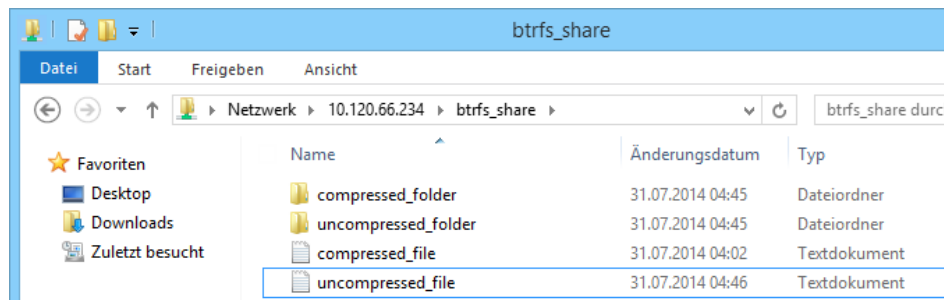 btrfs_share
Datei Start Freigeben Ansicht
Netzwerk 10.120.66.234 btrfs_share btrfs_share durc
Favoriten
Desktop
Downloads
Zuletzt besucht
Name Änderungsdatum Typ
compressed_folder 31.07.2014 04:45 Dateiordner
uncompressed_folder 31.07.2014 04:45 Dateiordner
compressed_file 31.07.2014 04:02 Textdokument
uncompressed_file 31.07.2014 04:46 Textdokument